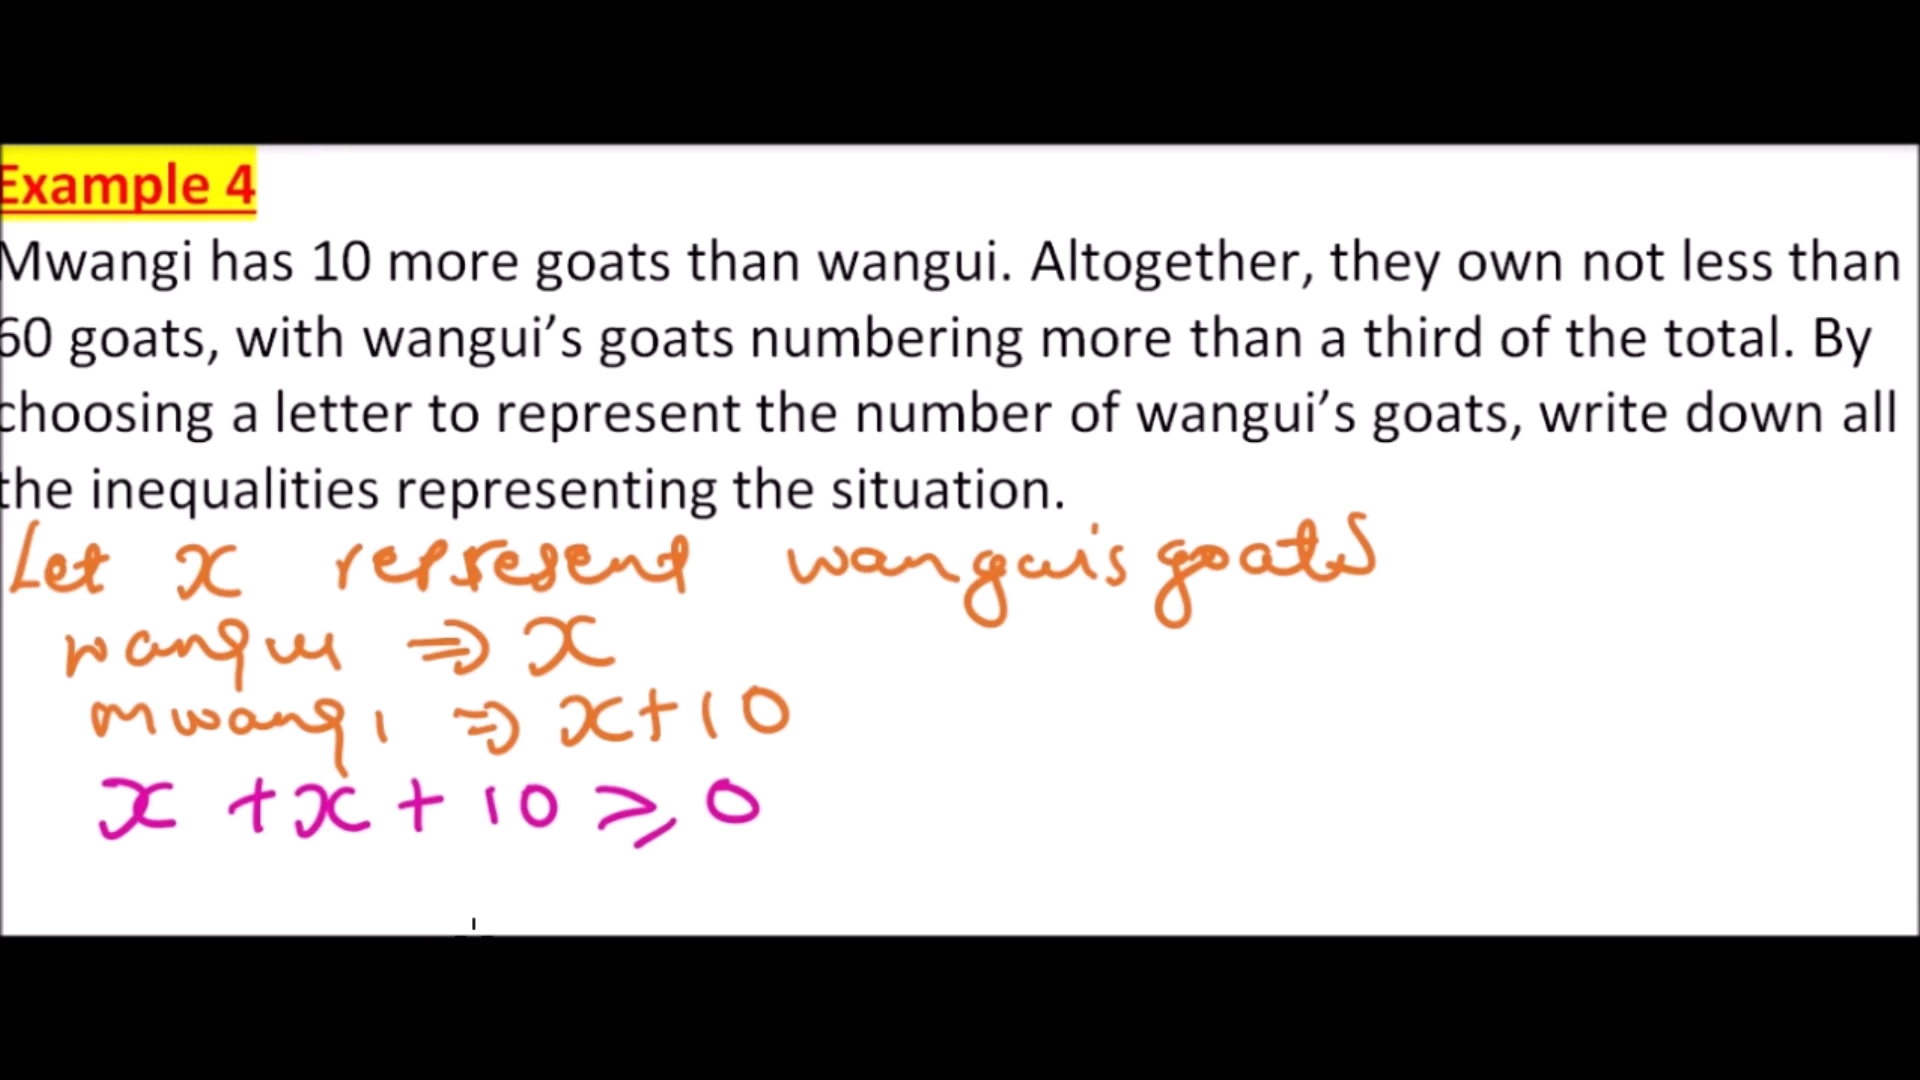 Example 4
Mwangi has 10 more goats than wangui. Altogether, they own not less than
60 goats, with wangui’s goats numbering more than a third of the total. By
choosing a letter to represent the number of wangui’s goats, write down all
the inequalities representing the situation.
Let x represent wangui's goats
wangui ⇒ x
mwangi ⇒ x+10
x + x + 10 ⩾ 0